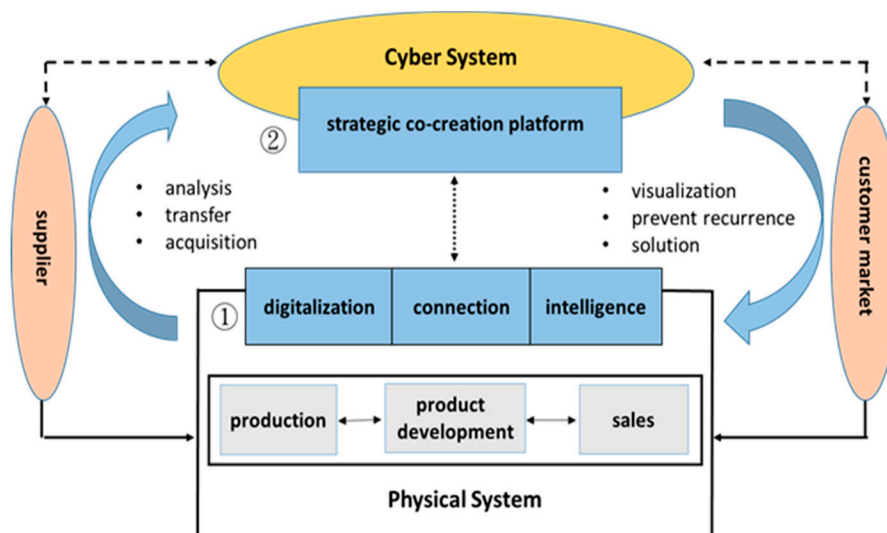 Cyber System
strategic co-creation platform
②
• analysis
• transfer
• acquisition
• visualization
• prevent recurrence
• solution
supplier
customer market
①
digitalization
connection
intelligence
production
product
development
sales
Physical System